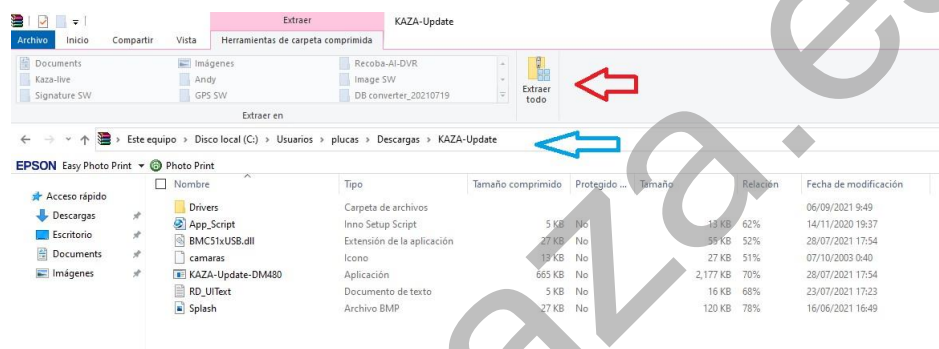 Extraer KAZA-Update
Archivo Inicio Compartir Vista Herramientas de carpeta comprimida
Documents Imágenes Recoba-AI-DVR
Kaza-live Andy Image SW
Signature SW GPS SW DB converter_20210719
Extraer todo
Extraer en
Este equipo > Disco local (C:) > Usuarios > plucas > Descargas > KAZA-Update
EPSON Easy Photo Print Photo Print
Nombre Tipo Tamaño comprimido Protegido ... Tamaño Relación Fecha de modificación
Acceso rápido
Descargas
Escritorio
Documents
Imágenes
Drivers Carpeta de archivos 06/09/2021 9:49
App_Script Inno Setup Script 5 KB No 13 KB 62% 14/11/2020 19:37
BMC51xUSB.dll Extensión de la aplicación 27 KB No 55 KB 52% 28/07/2021 17:54
camaras Icono 13 KB No 27 KB 51% 07/10/2003 0:40
KAZA-Update-DM480 Aplicación 665 KB No 2,177 KB 70% 28/07/2021 17:54
RD_UIText Documento de texto 5 KB No 16 KB 68% 23/07/2021 17:23
Splash Archivo BMP 27 KB No 120 KB 78% 16/06/2021 16:49